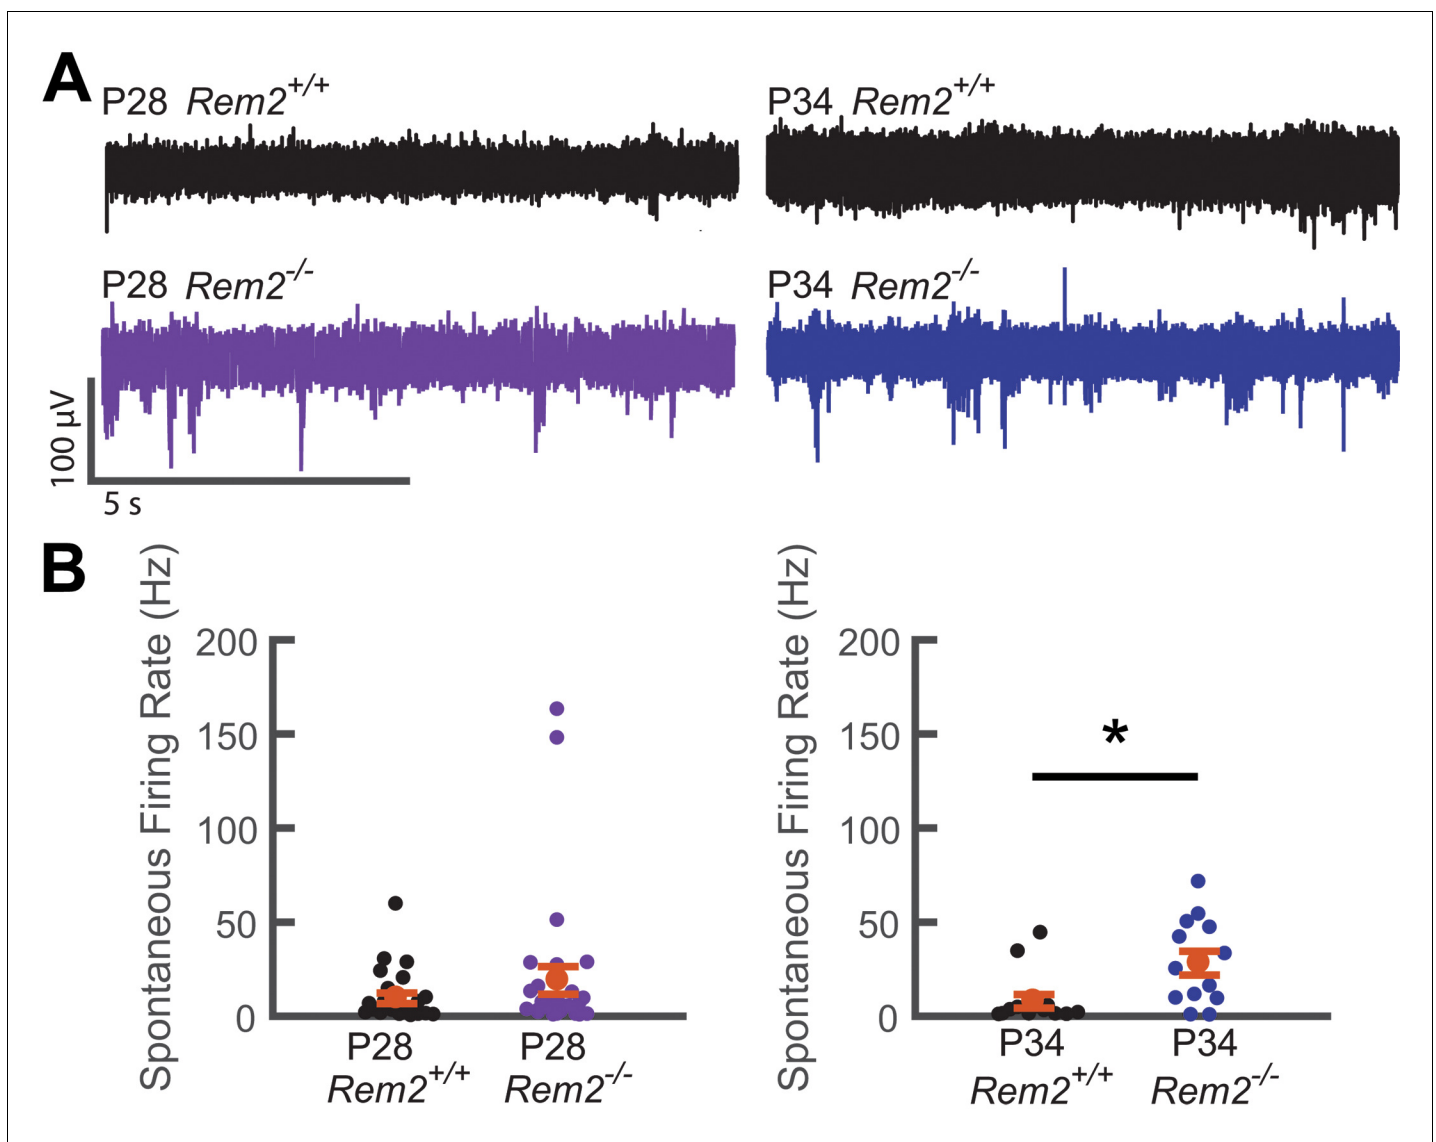 A
P28 Rem2+/+
P34 Rem2+/+
P28 Rem2-/-
P34 Rem2-/-
100 µV
5 s
B
Spontaneous Firing Rate (Hz)
200
150
100
50
0
P28
Rem2+/+
P28
Rem2-/-
Spontaneous Firing Rate (Hz)
200
150
100
50
0
*
P34
Rem2+/+
P34
Rem2-/-